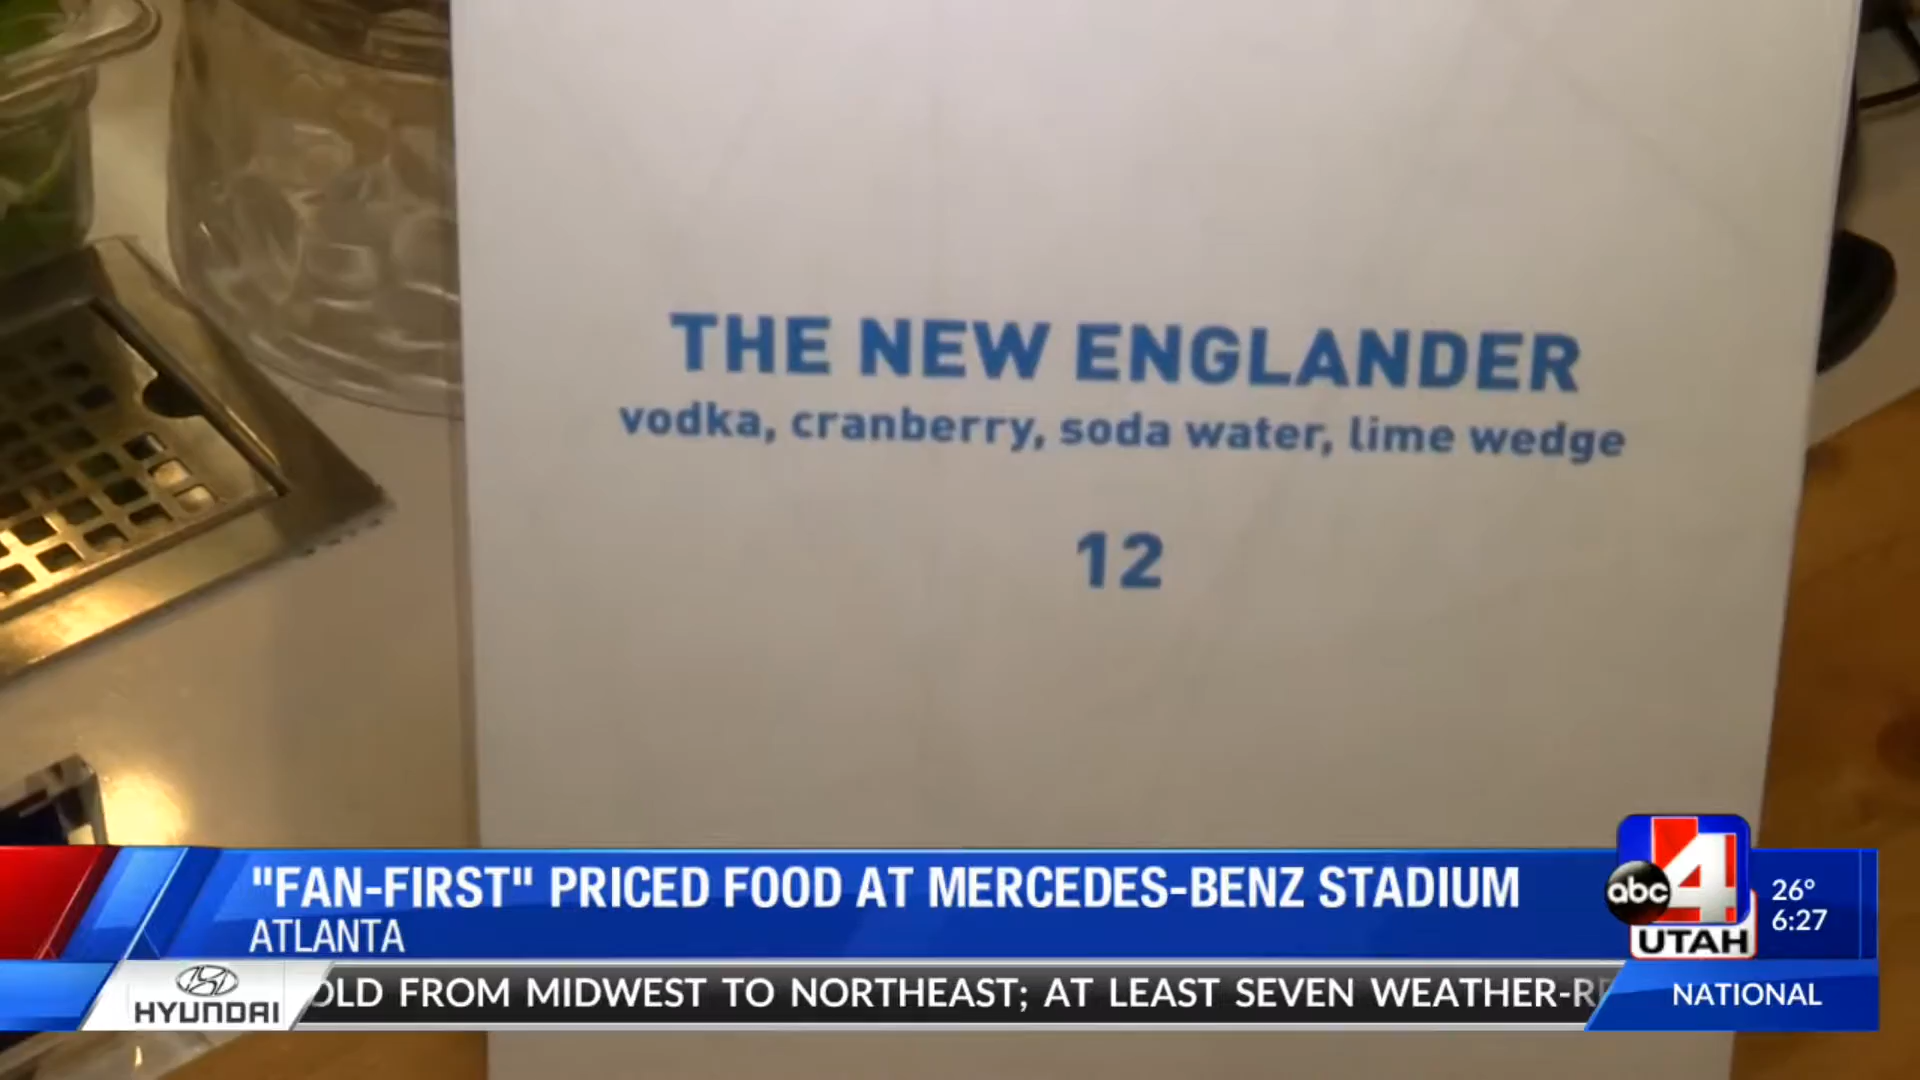 THE NEW ENGLANDER
vodka, cranberry, soda water, lime wedge
12
"FAN-FIRST" PRICED FOOD AT MERCEDES-BENZ STADIUM
ATLANTA
abc 4
UTAH
26°
6:27
HYUNDAI
FROM MIDWEST TO NORTHEAST; AT LEAST SEVEN
NATIONAL